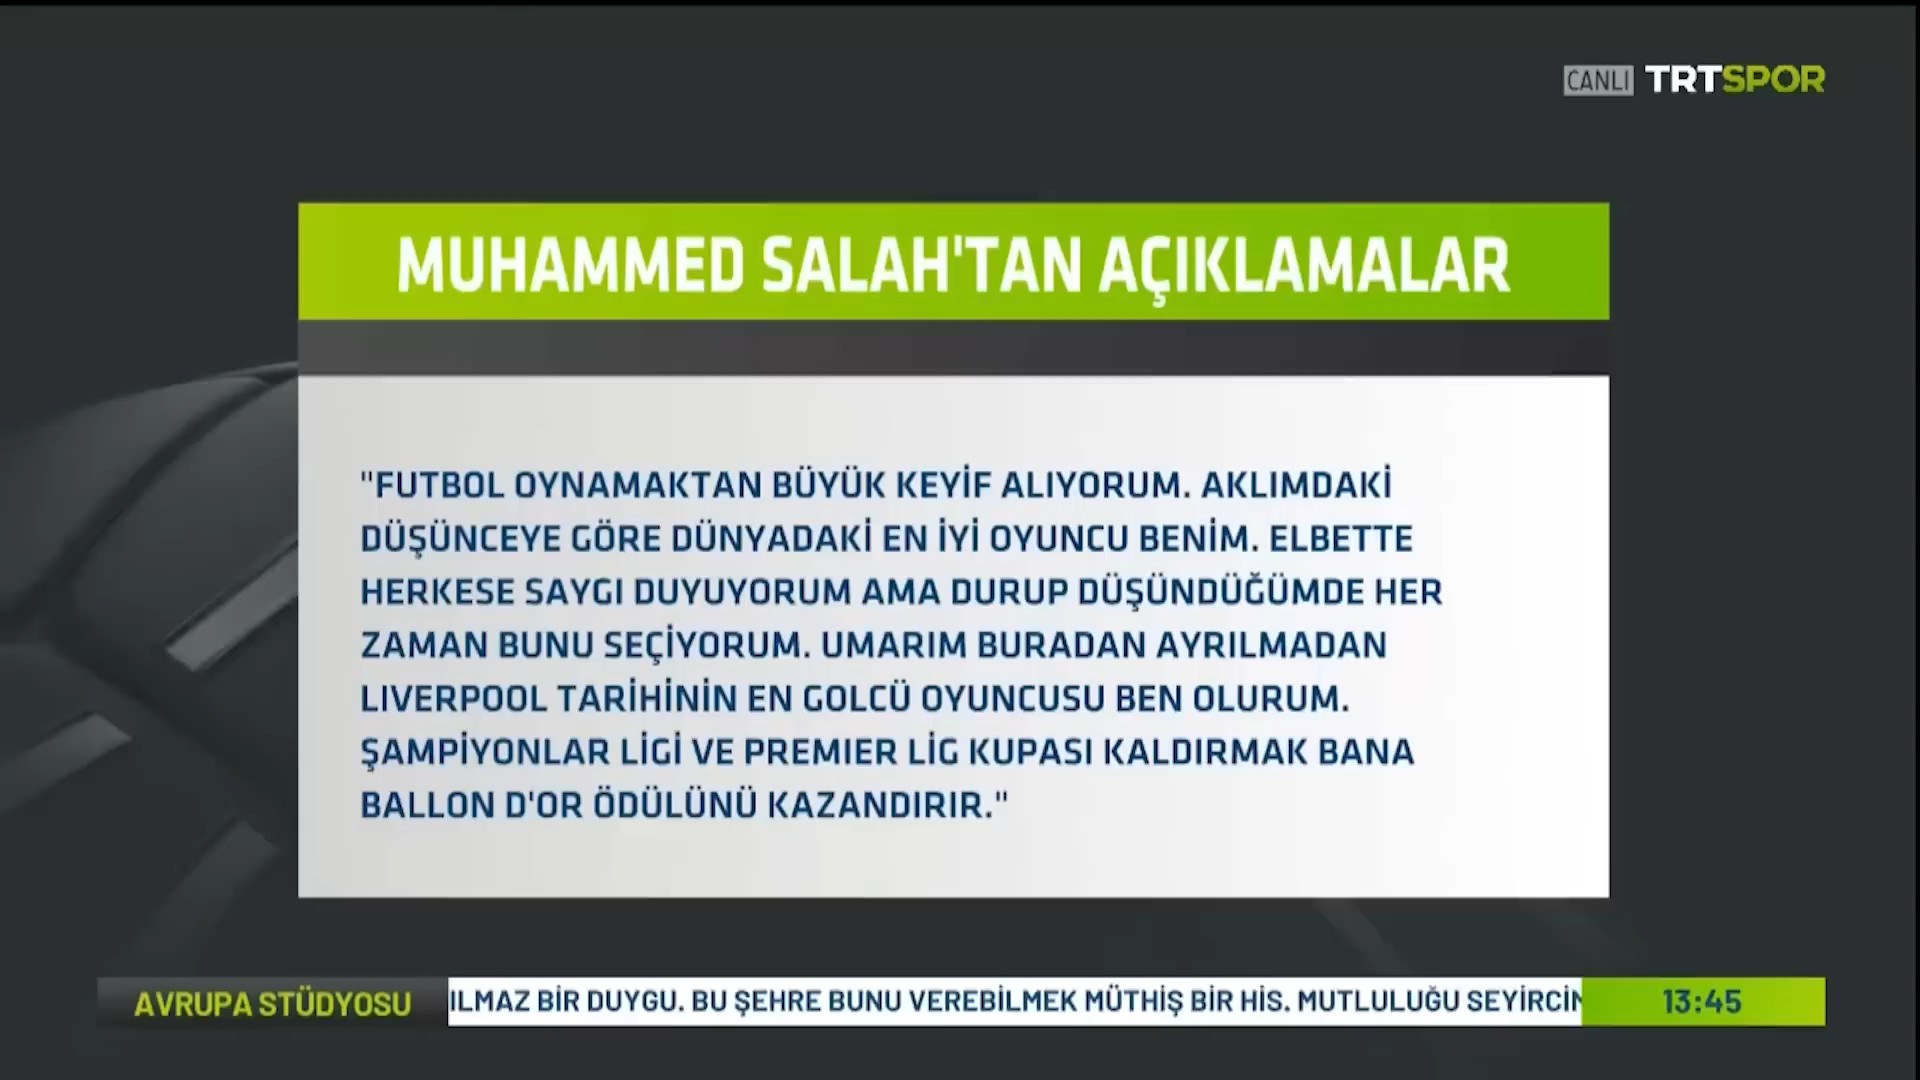 CANLI TRTSPOR
MUHAMMED SALAH'TAN AÇIKLAMALAR
"FUTBOL OYNAMAKTAN BÜYÜK KEYİF ALIYORUM. AKLIMDAKİ
DÜŞÜNCEYE GÖRE DÜNYADAKİ EN İYİ OYUNCU BENİM. ELBETTE
HERKESE SAYGI DUYUYORUM AMA DURUP DÜŞÜNDÜĞÜMDE HER
ZAMAN BUNU SEÇİYORUM. UMARIM BURADAN AYRILMADAN
LIVERPOOL TARİHİNİN EN GOLCÜ OYUNCUSU BEN OLURUM.
ŞAMPİYONLAR LİGİ VE PREMIER LİG KUPASI KALDIRMAK BANA
BALLON D'OR ÖDÜLÜNÜ KAZANDIRIR."
AVRUPA STÜDYOSU ILMAZ BİR DUYGU. BU ŞEHRE BUNU VEREBİLMEK MÜTHİŞ BİR HİS. MUTLULUĞU SEYİRCİ 13:45